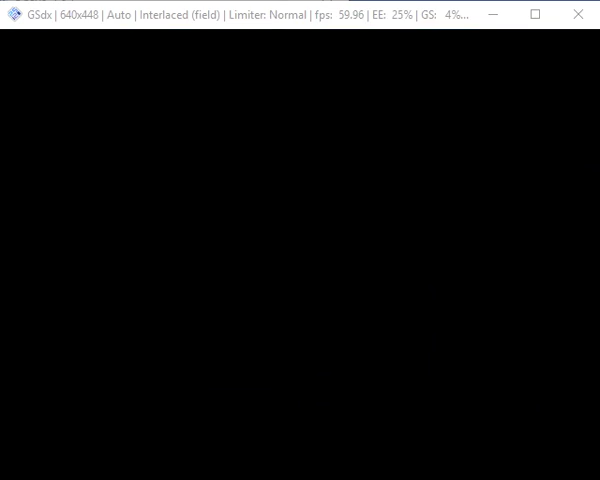 GSdx | 640x448 | Auto | Interlaced (field) | Limiter: Normal | fps: 59.96 | EE: 25% | GS: 4%...